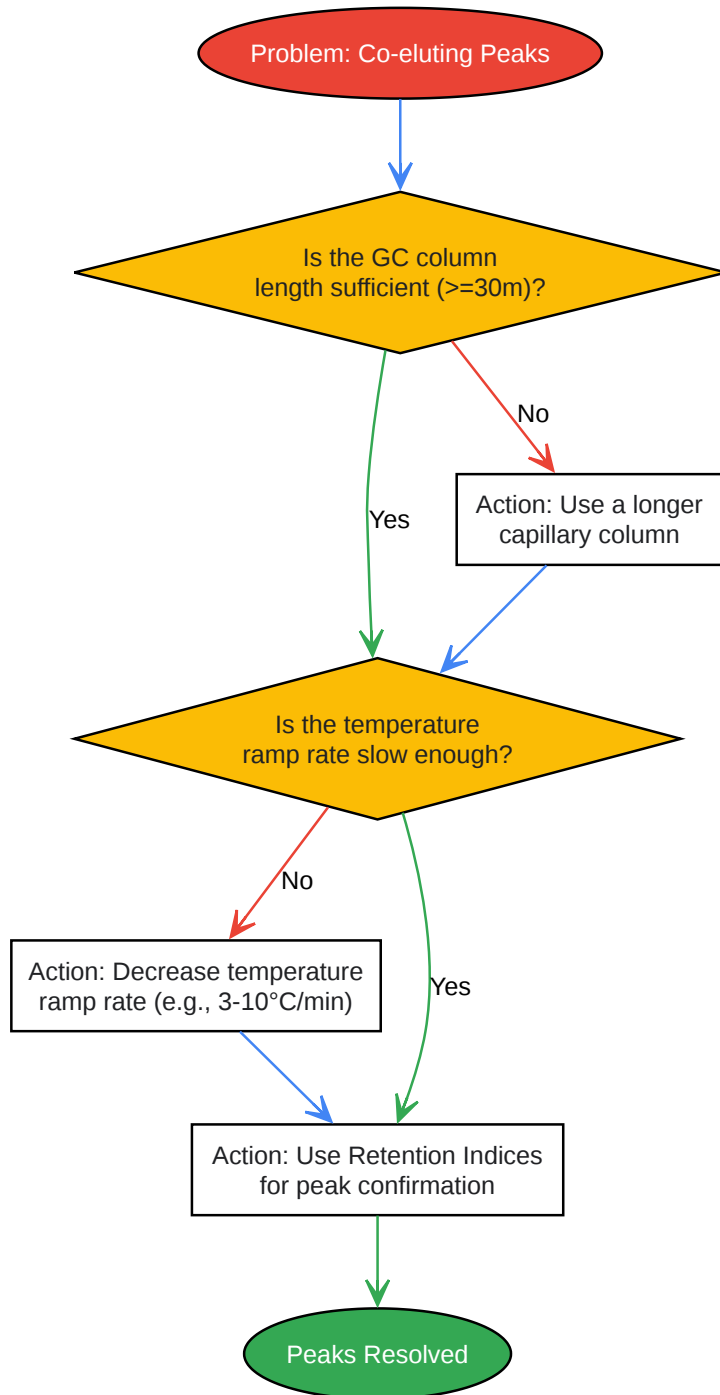 Problem: Co-eluting Peaks
Is the GC column
length sufficient (>=30m)?
No
Action: Use a longer
capillary column
Yes
Is the temperature
ramp rate slow enough?
No
Action: Decrease temperature
ramp rate (e.g., 3-10°C/min)
Yes
Action: Use Retention Indices
for peak confirmation
Peaks Resolved